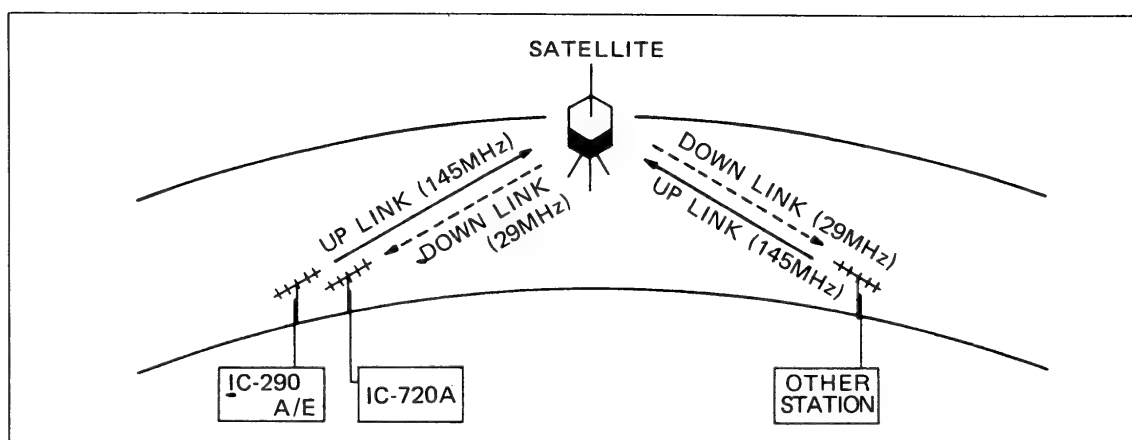 SATELLITE
UP LINK (145MHz)
DOWN LINK
(29MHz)
DOWN LINK (29MHz)
UP LINK (145MHz)
IC-290
A/E
IC-720A
OTHER
STATION